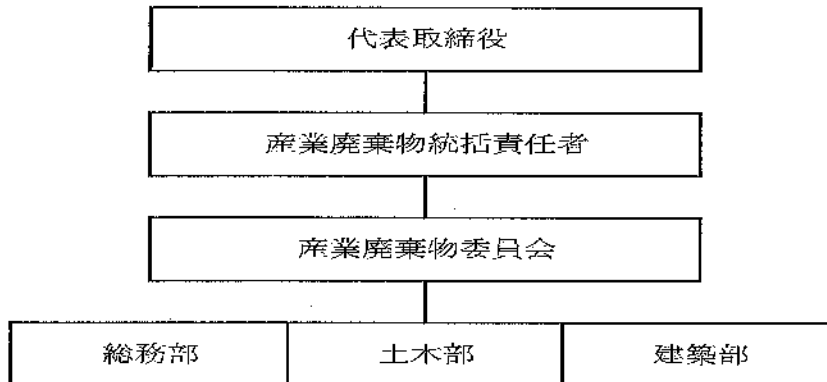 代表取締役
産業廃棄物統括責任者
産業廃棄物委員会
総務部 土木部 建築部